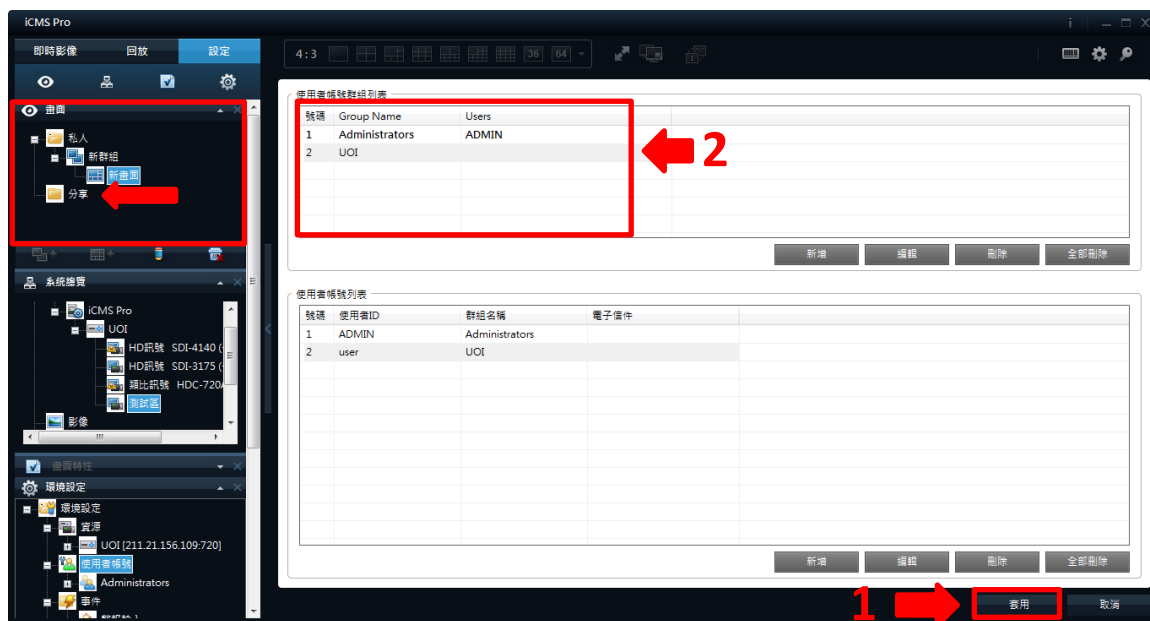 iCMS Pro
即時影像 回放 設定
4:3 36 64
畫面
私人
新群組
新畫面
分享
使用者帳號群組列表
號碼 Group Name Users
1 Administrators ADMIN
2 UOI
2
新增 編輯 刪除 全部刪除
系統總覽
iCMS Pro
UOI
HD訊號 SDI-4140 (
HD訊號 SDI-3175 (
類比訊號 HDC-720
測試區
影像
使用者帳號列表
號碼 使用者ID 群組名稱 電子信件
1 ADMIN Administrators
2 user UOI
畫面特性
環境設定
環境設定
資源
UOI [211.21.156.109:720]
使用者帳號
Administrators
事件
新增 編輯 刪除 全部刪除
1
套用 取消